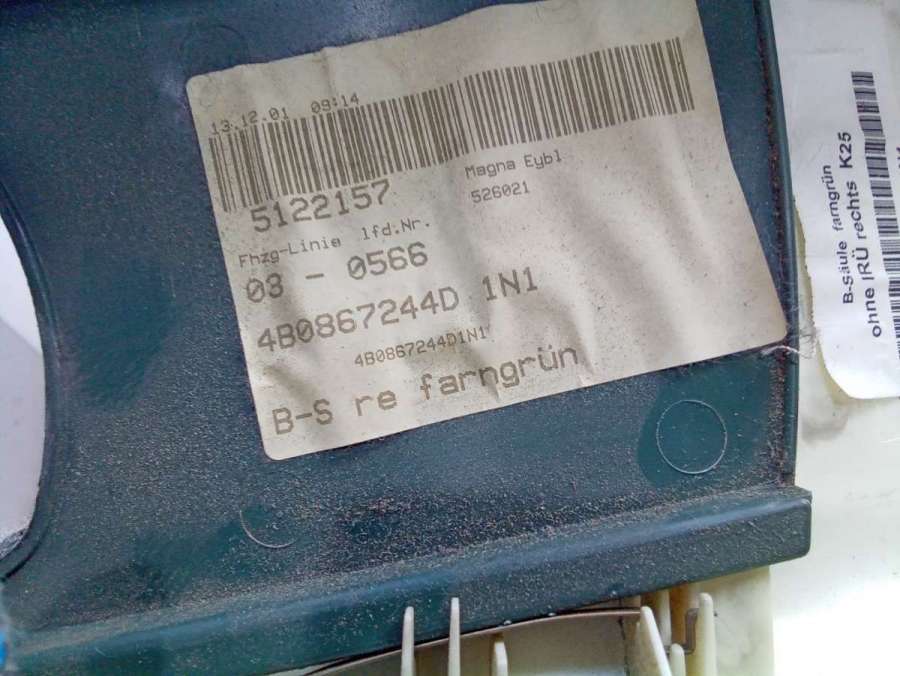 13.12.01 09:14
5122157
Magna Eybl
526021
Fhzg-Linie lfd.Nr.
03 - 0566
4B0867244D 1N1
4B0867244D1N1
B-S re farngrün
B-Säule farngrün
ohne IRÜ rechts K25